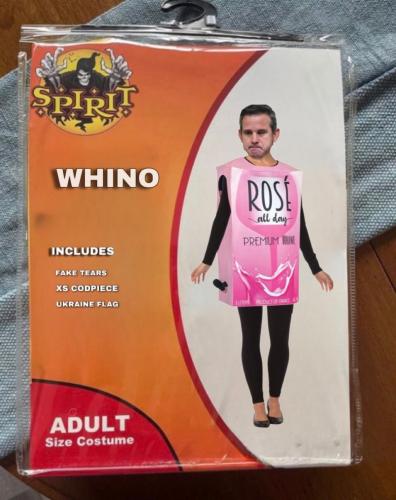 SPIRIT
WHINO
INCLUDES
FAKE TEARS
XS CODPIECE
UKRAINE FLAG
ADULT
Size Costume
ROSÉ
all day
PREMIUM